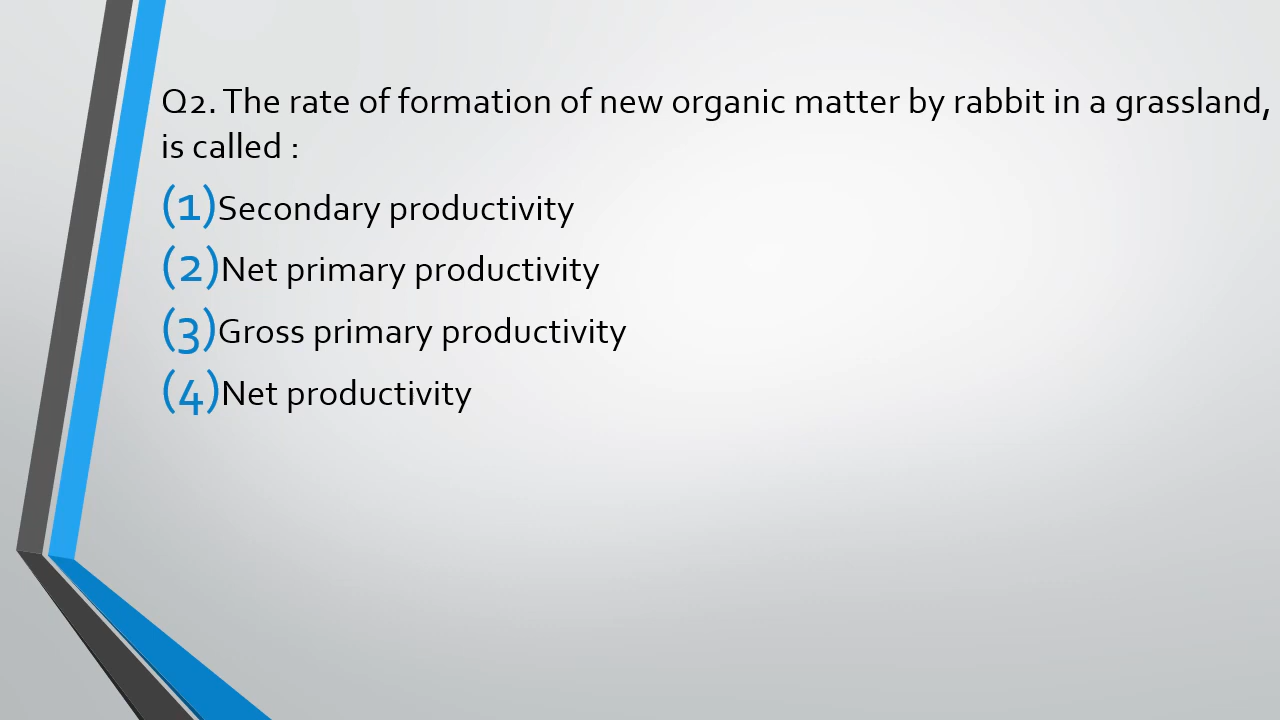 Q2. The rate of formation of new organic matter by rabbit in a grassland,
is called :
(1)Secondary productivity
(2)Net primary productivity
(3)Gross primary productivity
(4)Net productivity